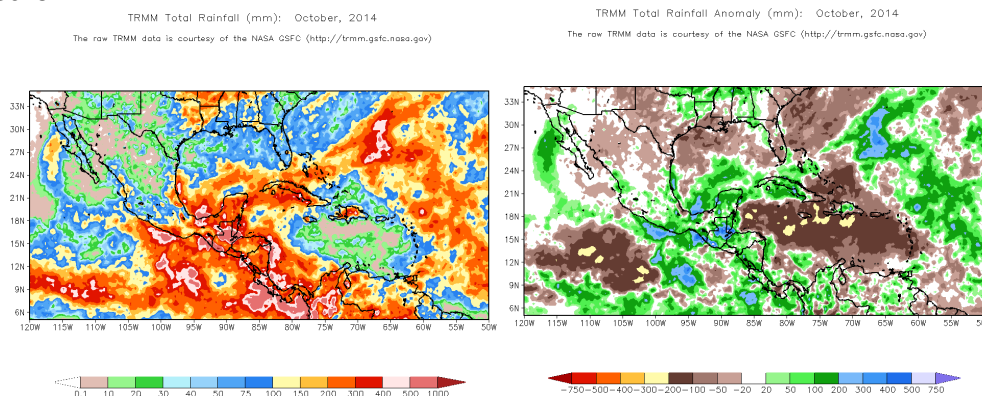 TRMM Total Rainfall (mm): October, 2014
The raw TRMM data is courtesy of the NASA GSFC (http://trmm.gsfc.nasa.gov)
33N
30N
27N
24N
21N
18N
15N
12N
9N
6N
120W 115W 110W 105W 100W 95W 90W 85W 80W 75W 70W 65W 60W 55W 50W
0.1 10 20 30 40 50 75 100 150 200 300 400 500 1000
TRMM Total Rainfall Anomaly (mm): October, 2014
The raw TRMM data is courtesy of the NASA GSFC (http://trmm.gsfc.nasa.gov)
33N
30N
27N
24N
21N
18N
15N
12N
9N
6N
120W 115W 110W 105W 100W 95W 90W 85W 80W 75W 70W 65W 60W 55W
-750 -500 -400 -300 -200 -100 -50 -20 20 50 100 200 300 400 500 750